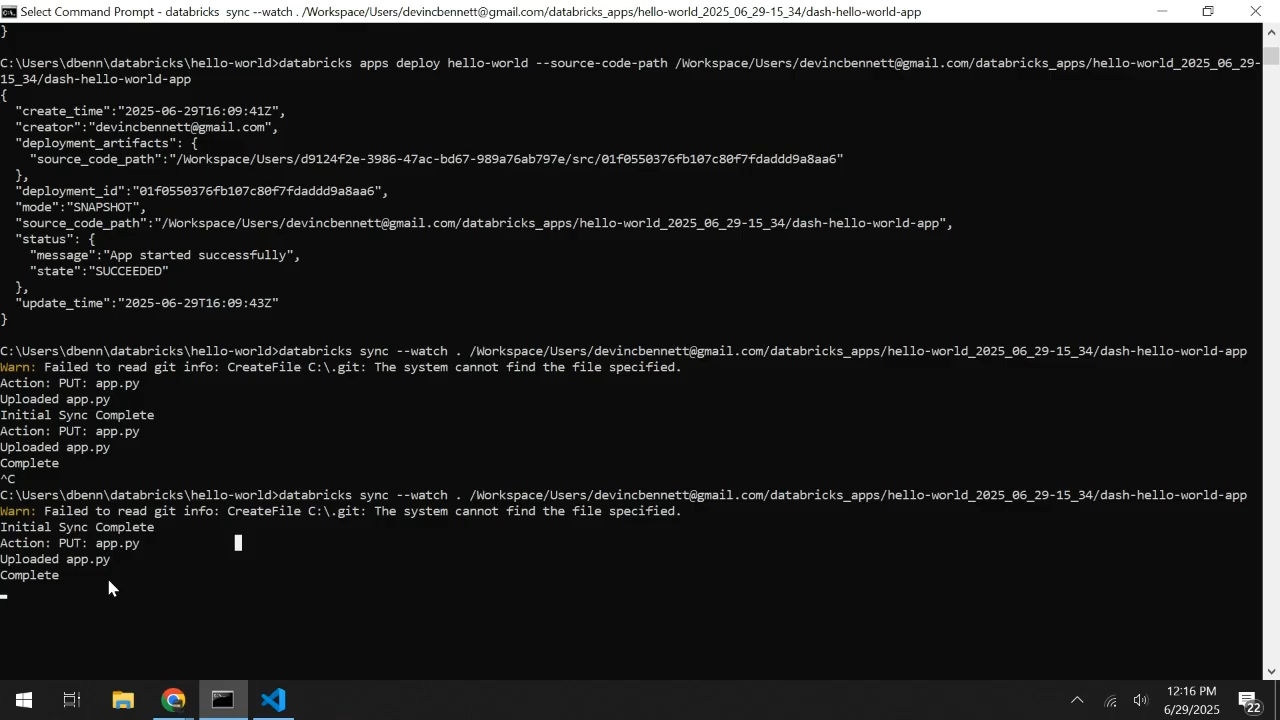 Select Command Prompt - databricks  sync --watch . /Workspace/Users/devincbennett@gmail.com/databricks_apps/hello-world_2025_06_29-15_34/dash-hello-world-app
}
C:\Users\dbenn\databricks\hello-world>databricks apps deploy hello-world --source-code-path /Workspace/Users/devincbennett@gmail.com/databricks_apps/hello-world_2025_06_29-
15_34/dash-hello-world-app
{
  "create_time":"2025-06-29T16:09:41Z",
  "creator":"devincbennett@gmail.com",
  "deployment_artifacts": {
    "source_code_path":"/Workspace/Users/d9124f2e-3986-47ac-bd67-989a76ab797e/src/01f0550376fb107c80f7fdaddd9a8aa6"
  },
  "deployment_id":"01f0550376fb107c80f7fdaddd9a8aa6",
  "mode":"SNAPSHOT",
  "source_code_path":"/Workspace/Users/devincbennett@gmail.com/databricks_apps/hello-world_2025_06_29-15_34/dash-hello-world-app",
  "status": {
    "message":"App started successfully",
    "state":"SUCCEEDED"
  },
  "update_time":"2025-06-29T16:09:43Z"
}
C:\Users\dbenn\databricks\hello-world>databricks sync --watch . /Workspace/Users/devincbennett@gmail.com/databricks_apps/hello-world_2025_06_29-15_34/dash-hello-world-app
Warn: Failed to read git info: CreateFile C:\.git: The system cannot find the file specified.
Action: PUT: app.py
Uploaded app.py
Initial Sync Complete
Action: PUT: app.py
Uploaded app.py
Complete
^C
C:\Users\dbenn\databricks\hello-world>databricks sync --watch . /Workspace/Users/devincbennett@gmail.com/databricks_apps/hello-world_2025_06_29-15_34/dash-hello-world-app
Warn: Failed to read git info: CreateFile C:\.git: The system cannot find the file specified.
Initial Sync Complete
Action: PUT: app.py
Uploaded app.py
Complete
12:16 PM
6/29/2025
22